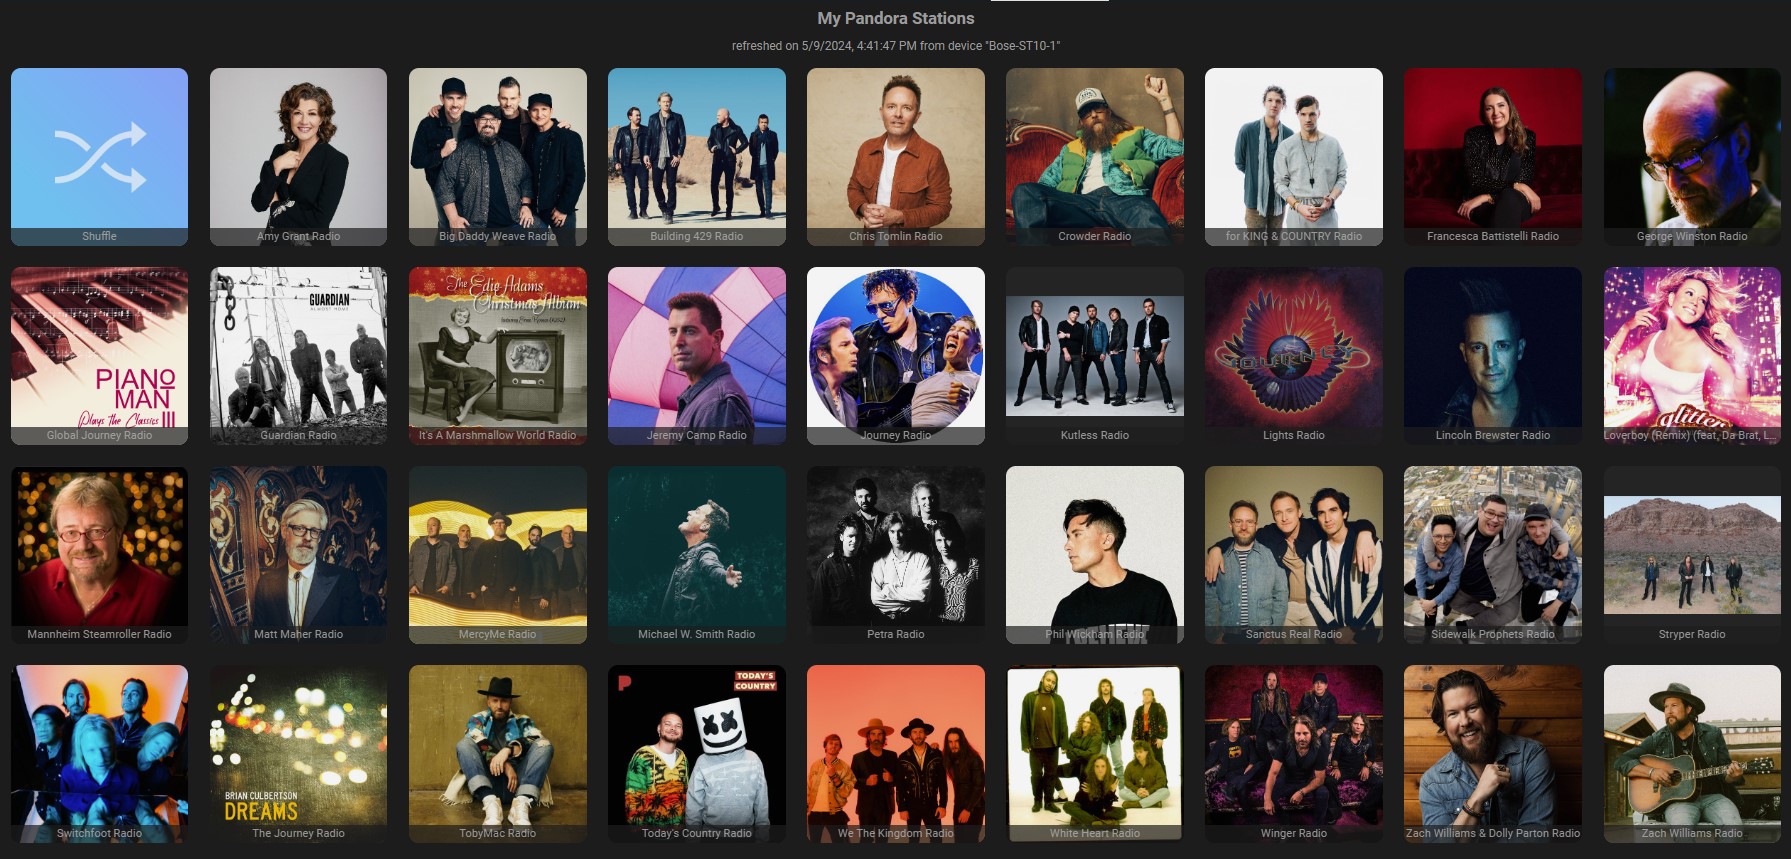 My Pandora Stations
refreshed on 5/9/2024, 4:41:47 PM from device "Bose-ST10-1"
Shuffle
Amy Grant Radio
Big Daddy Weave Radio
Building 429 Radio
Chris Tomlin Radio
Crowder Radio
for KING & COUNTRY Radio
Francesca Battistelli Radio
George Winston Radio
PIANO
MAN
Plays the Classics III
Global Journey Radio
GUARDIAN
ALMOST HOME
Guardian Radio
The Edie Adams
Christmas Album
It's A Marshmallow World Radio
Jeremy Camp Radio
Journey Radio
Kutless Radio
JOURNEY
Lights Radio
Lincoln Brewster Radio
glitter
Loverboy (Remix) (feat. Da Brat, L...
Mannheim Steamroller Radio
Matt Maher Radio
MercyMe Radio
Michael W. Smith Radio
Petra Radio
Phil Wickham Radio
Sanctus Real Radio
Sidewalk Prophets Radio
Stryper Radio
Switchfoot Radio
BRIAN CULBERTSON
DREAMS
The Journey Radio
TobyMac Radio
TODAY'S
COUNTRY
Today's Country Radio
We The Kingdom Radio
White Heart Radio
Winger Radio
Zach Williams & Dolly Parton Radio
Zach Williams Radio